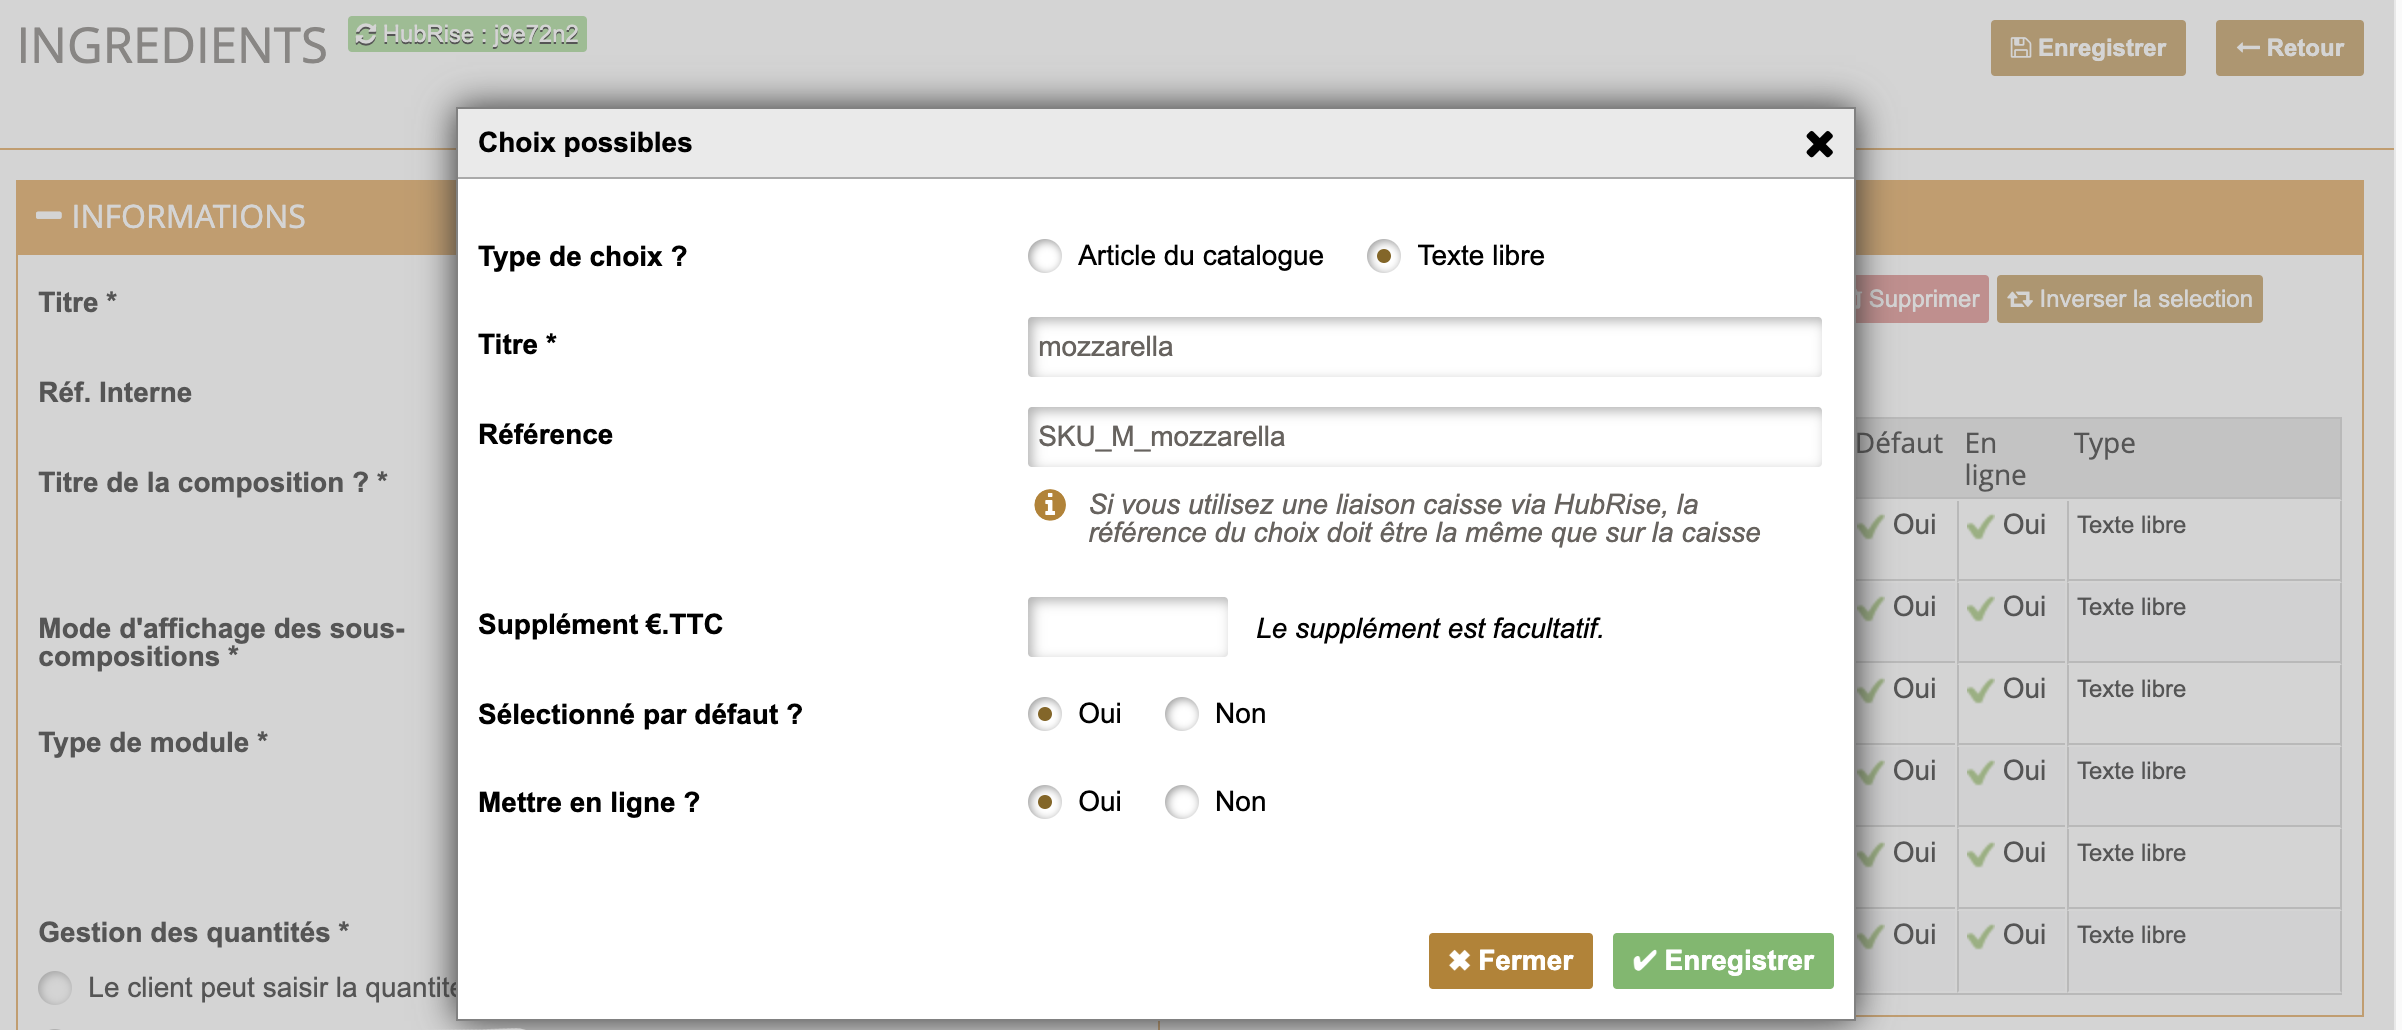 INGREDIENTS
HubRise : j9e72n2
Enregistrer
Retour
Choix possibles
INFORMATIONS
Type de choix ?
Article du catalogue
Texte libre
Titre *
Supprimer
Inverser la selection
Titre *
mozzarella
Réf. Interne
Référence
SKU_M_mozzarella
Défaut
En ligne
Type
Titre de la composition ? *
Si vous utilisez une liaison caisse via HubRise, la
référence du choix doit être la même que sur la caisse
Oui
Oui
Texte libre
Mode d'affichage des sous-
compositions *
Supplément €.TTC
Le supplément est facultatif.
Oui
Oui
Texte libre
Type de module *
Sélectionné par défaut ?
Oui
Non
Oui
Oui
Texte libre
Mettre en ligne ?
Oui
Non
Oui
Oui
Texte libre
Oui
Oui
Texte libre
Gestion des quantités *
Oui
Oui
Texte libre
Le client peut saisir la quantité
Fermer
Enregistrer